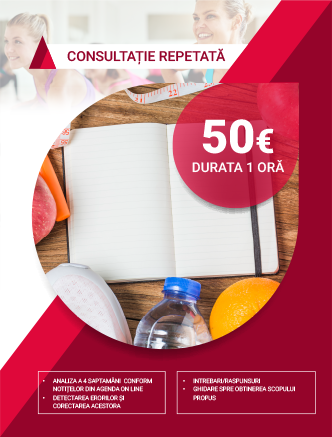 CONSULTAȚIE REPETATĂ
50€
DURATA 1 ORĂ
• ANALIZA A 4 SAPTAMÂNI CONFORM
NOTIȚELOR DIN AGENDA ON LINE
• DETECTAREA ERORILOR ȘI
CORECTAREA ACESTORA
• INTREBARI/RASPUNSURI
• GHIDARE SPRE OBTINEREA SCOPULUI
PROPUS